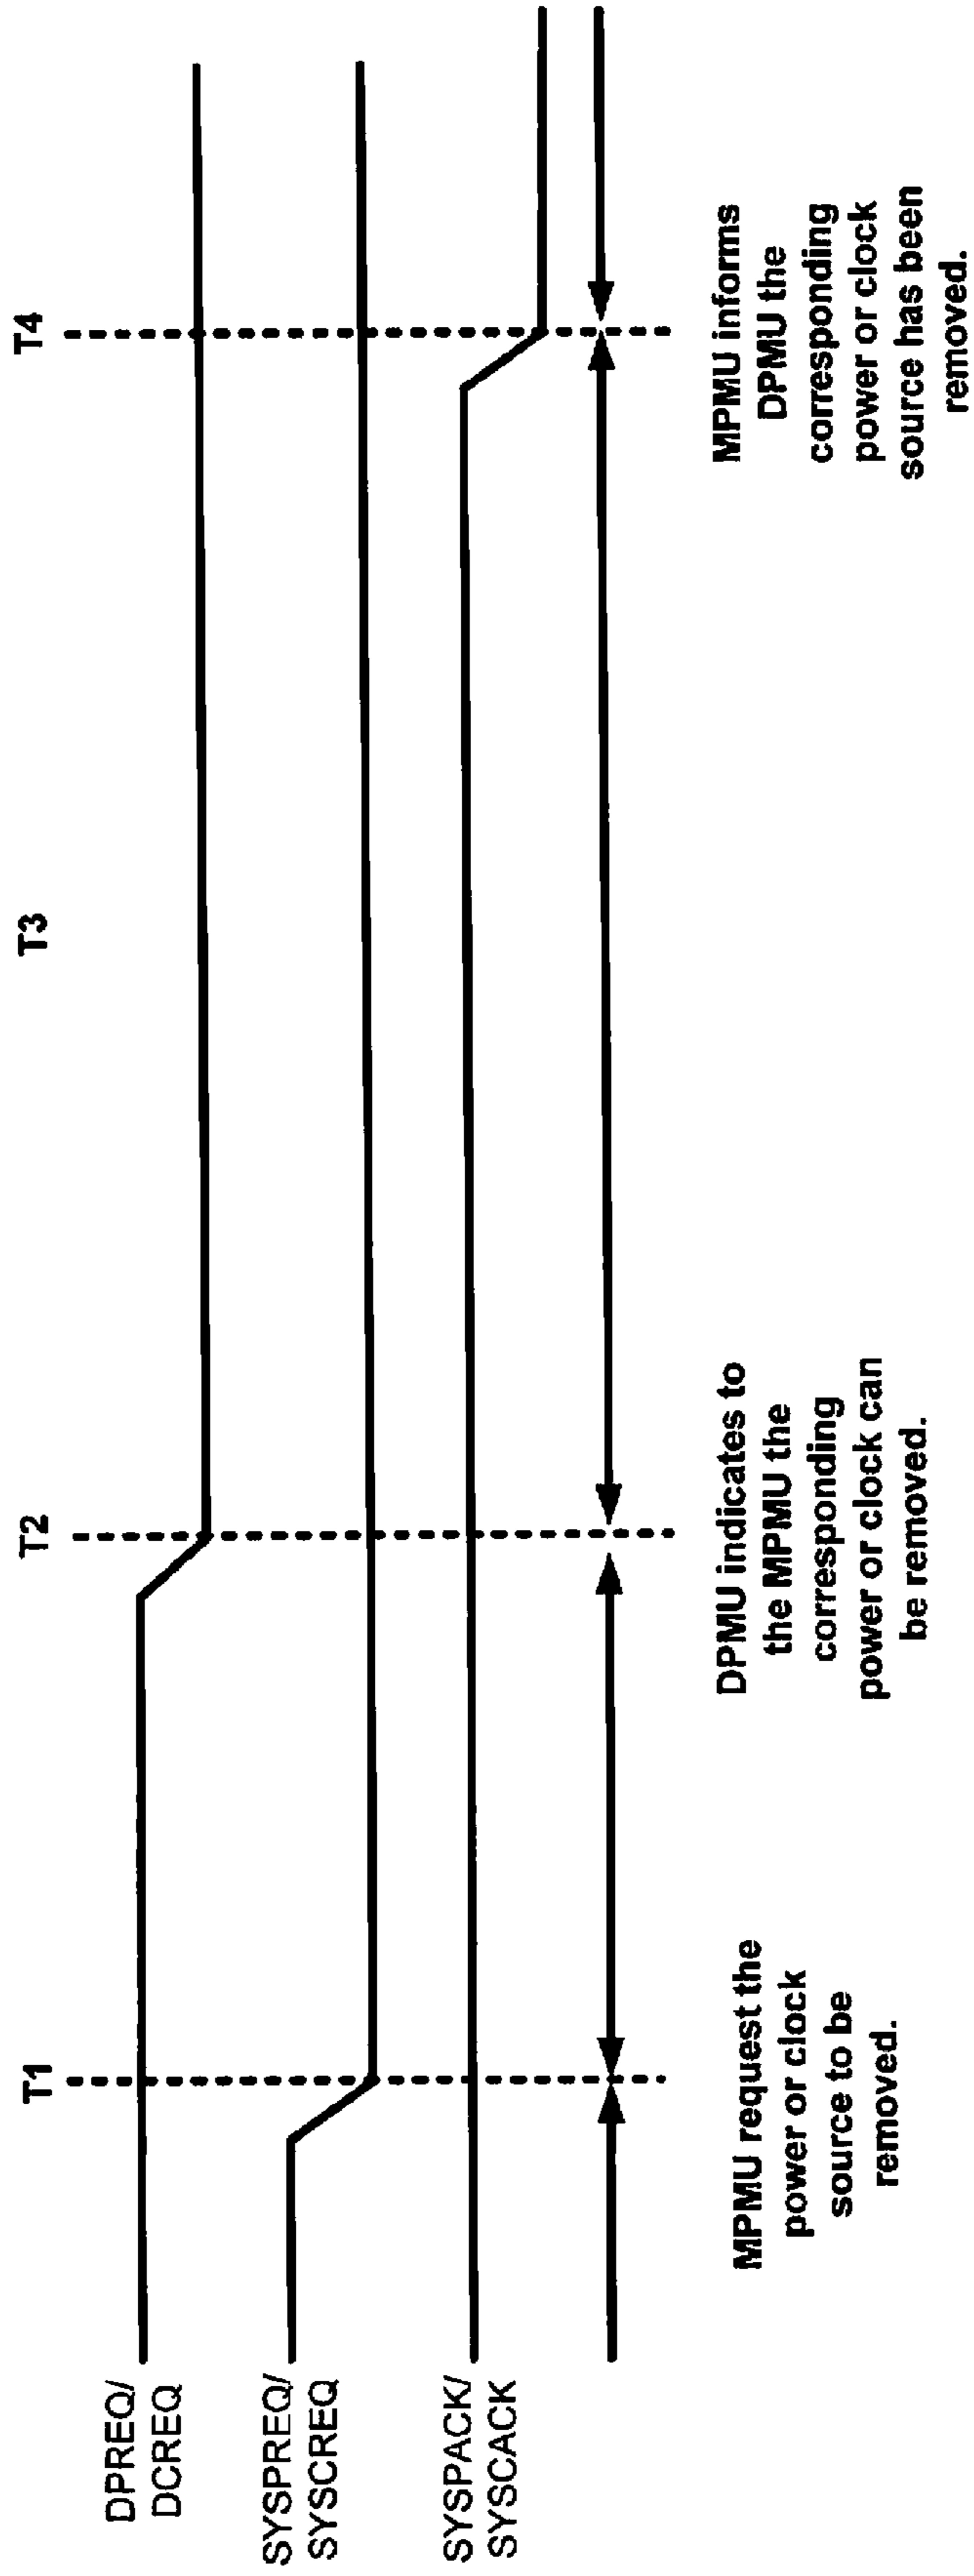 T1
T2
T3
T4
DPREQ/
DCREQ
SYSPREQ/
SYSCREQ
SYSPACK/
SYSCACK
MPMU request the
power or clock
source to be
removed.
DPMU indicates to
the MPMU the
corresponding
power or clock can
be removed.
MPMU informs
DPMU the
corresponding
power or clock
source has been
removed.